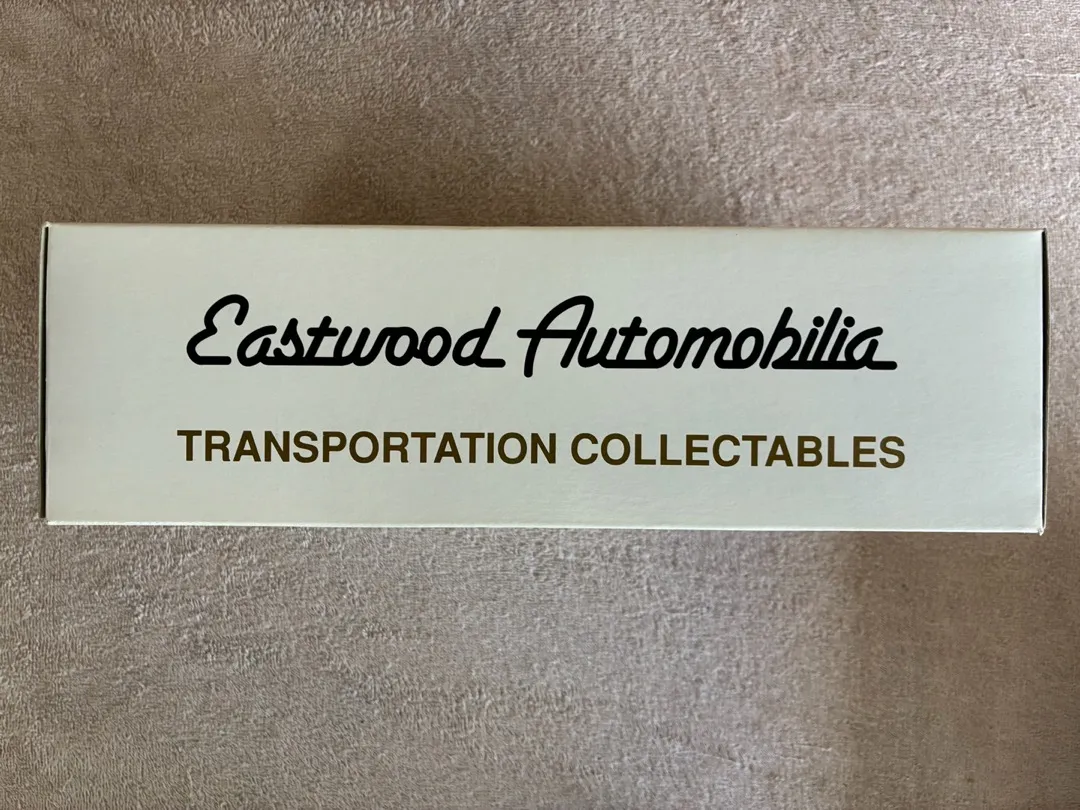 Eastwood Automobilia
TRANSPORTATION COLLECTABLES